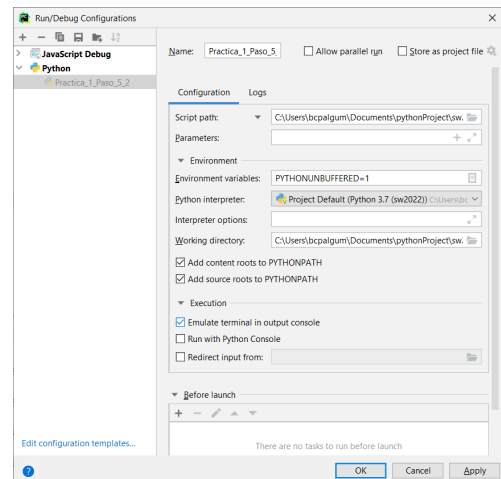 Run/Debug Configurations
JavaScript Debug
Python
Practica_1_Paso_5_2
Edit configuration templates...
Name: Practica_1_Paso_5_ Allow parallel run Store as project file
Configuration Logs
Script path: C:\Users\bcpalgum\Documents\pythonProject\sw.
Parameters:
Environment
Environment variables: PYTHONUNBUFFERED=1
Python interpreter: Project Default (Python 3.7 (sw2022)) C:\Users\bc
Interpreter options:
Working directory: C:\Users\bcpalgum\Documents\pythonProject\sw.
Add content roots to PYTHONPATH
Add source roots to PYTHONPATH
Execution
Emulate terminal in output console
Run with Python Console
Redirect input from:
Before launch
There are no tasks to run before launch
? OK Cancel Apply